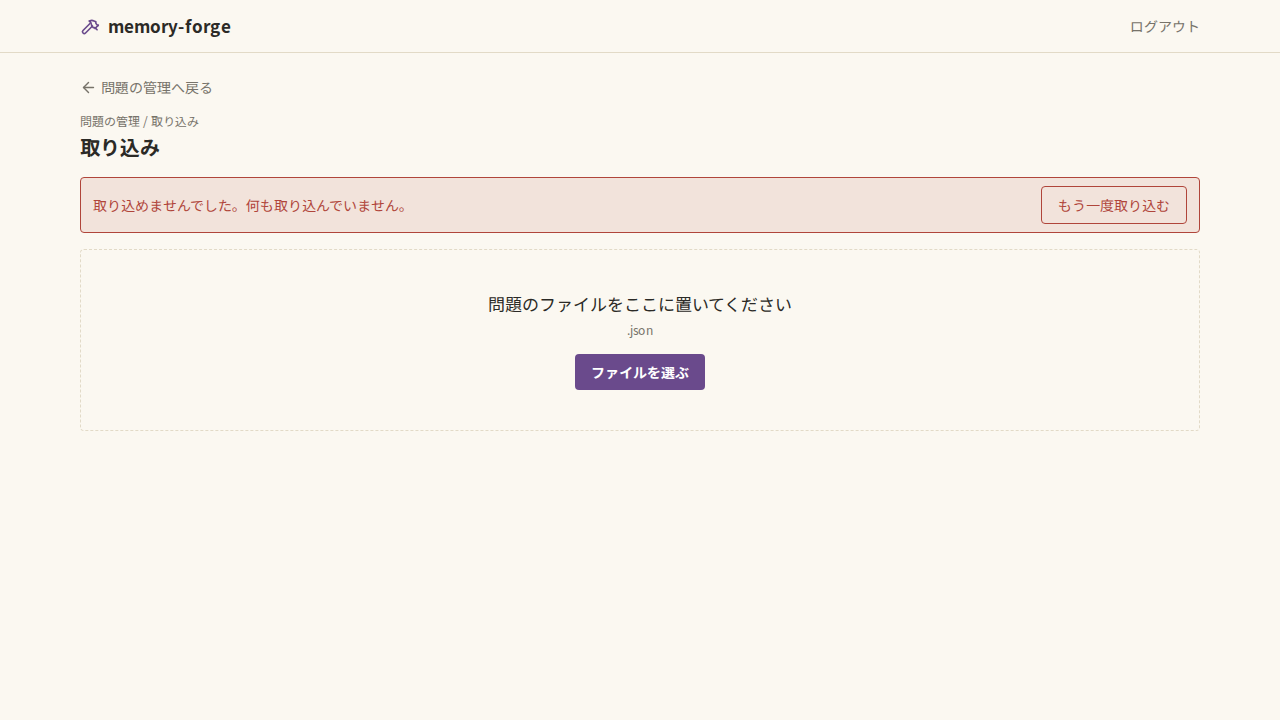 memory-forge
ログアウト
← 問題の管理へ戻る
問題の管理 / 取り込み
取り込み
取り込めませんでした。何も取り込んでいません。
もう一度取り込む
問題のファイルをここに置いてください
.json
ファイルを選ぶ